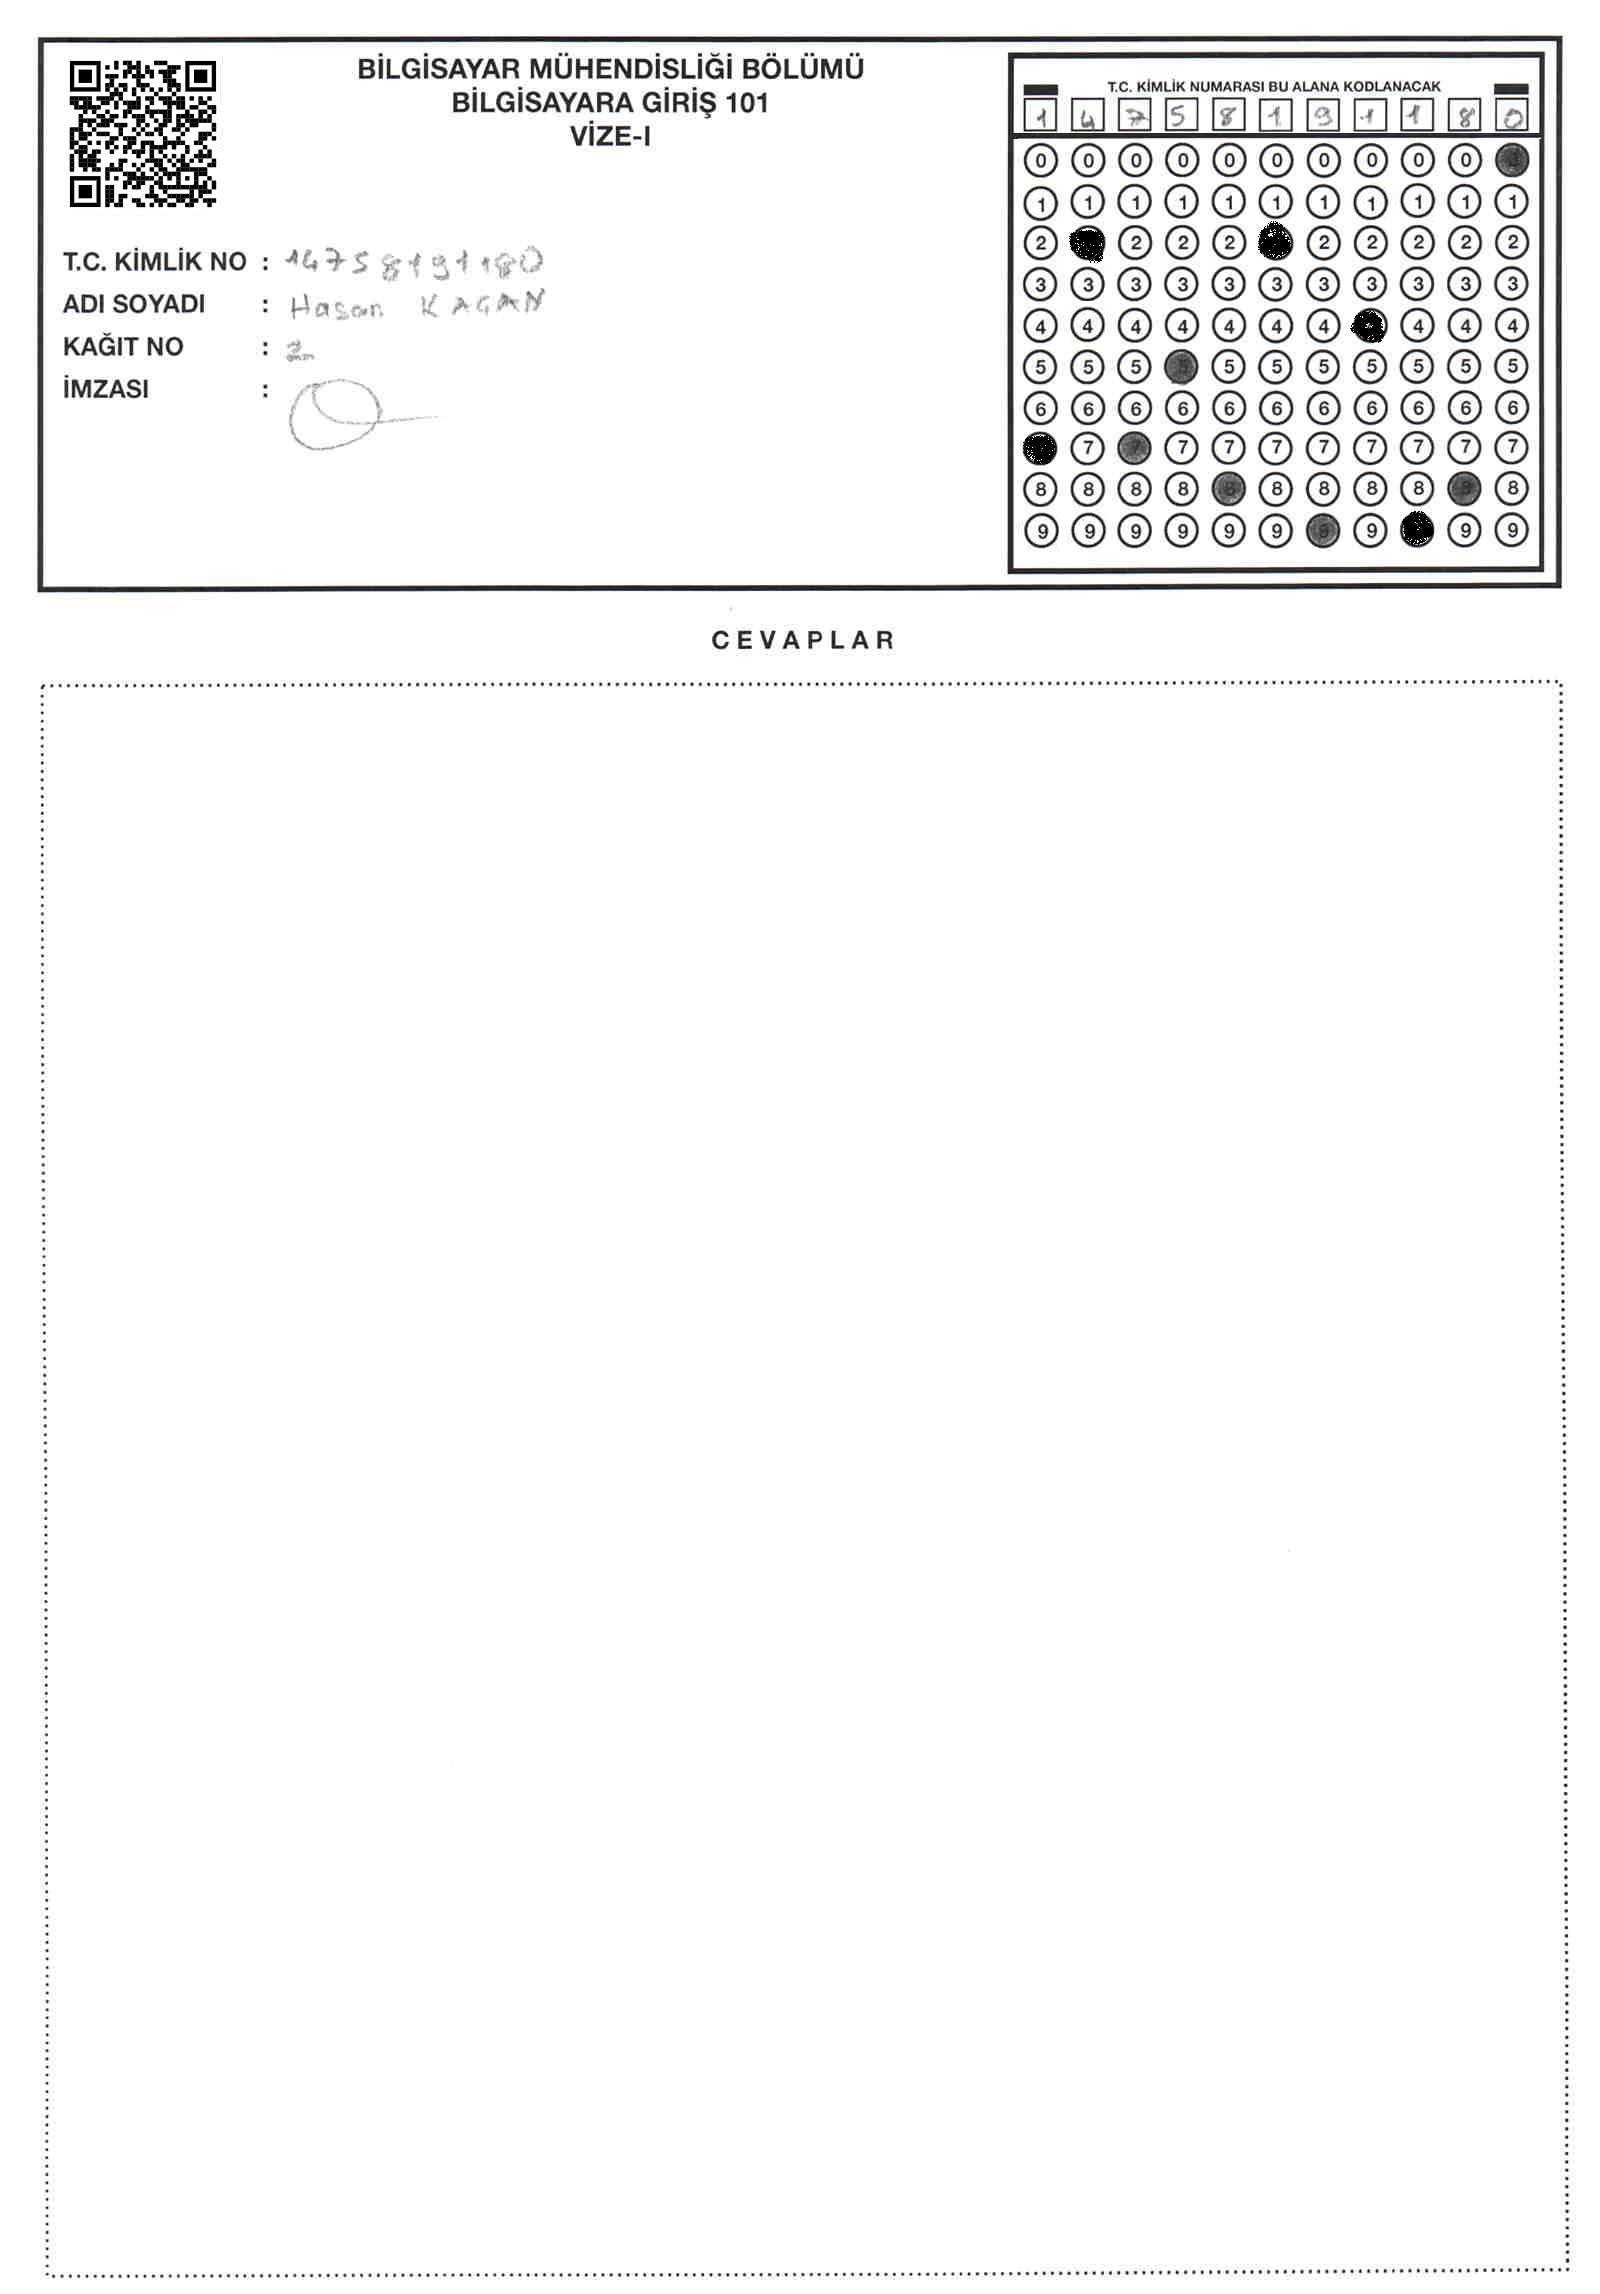 BİLGİSAYAR MÜHENDİSLİĞİ BÖLÜMÜ
BİLGİSAYARA GİRİŞ 101
VİZE-I
T.C. KİMLİK NO : 14758191180
ADI SOYADI : Hasan KAGAN
KAĞIT NO : 2
İMZASI :
T.C. KİMLİK NUMARASI BU ALANA KODLANACAK
1 4 7 5 8 1 9 1 1 8 0
0 0 0 0 0 0 0 0 0 0
1 1 1 1 1 1 1 1 1 1 1
2 2 2 2 2 2 2 2 2
3 3 3 3 3 3 3 3 3 3 3
4 4 4 4 4 4 4 4 4 4
5 5 5 5 5 5 5 5 5 5 5
6 6 6 6 6 6 6 6 6 6 6
7 7 7 7 7 7 7 7 7 7
8 8 8 8 8 8 8 8 8 8 8
9 9 9 9 9 9 9 9 9 9
CEVAPLAR